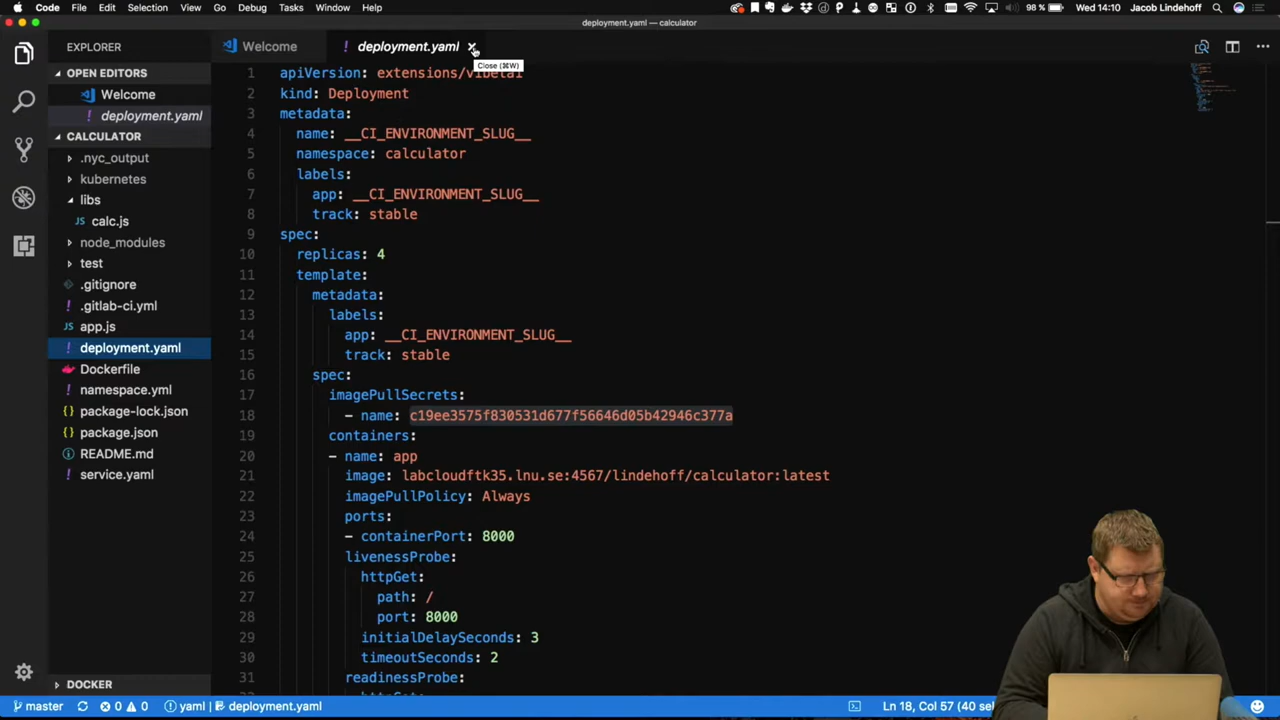 Code File Edit Selection View Go Debug Tasks Window Help 98 % Wed 14:10 Jacob Lindehoff
deployment.yaml — calculator
EXPLORER
Welcome
! deployment.yaml
Close (⌘W)
OPEN EDITORS
Welcome
! deployment.yaml
CALCULATOR
.nyc_output
kubernetes
libs
JS calc.js
node_modules
test
.gitignore
! .gitlab-ci.yml
JS app.js
! deployment.yaml
Dockerfile
! namespace.yml
{} package-lock.json
{} package.json
README.md
! service.yaml
DOCKER
1 apiVersion: extensions/v1beta1
2 kind: Deployment
3 metadata:
4 name: __CI_ENVIRONMENT_SLUG__
5 namespace: calculator
6 labels:
7 app: __CI_ENVIRONMENT_SLUG__
8 track: stable
9 spec:
10 replicas: 4
11 template:
12 metadata:
13 labels:
14 app: __CI_ENVIRONMENT_SLUG__
15 track: stable
16 spec:
17 imagePullSecrets:
18 - name: c19ee3575f830531d677f56646d05b42946c377a
19 containers:
20 - name: app
21 image: labcloudftk35.lnu.se:4567/lindehoff/calculator:latest
22 imagePullPolicy: Always
23 ports:
24 - containerPort: 8000
25 livenessProbe:
26 httpGet:
27 path: /
28 port: 8000
29 initialDelaySeconds: 3
30 timeoutSeconds: 2
31 readinessProbe:
master 0 0 yaml deployment.yaml Ln 18, Col 57 (40 sel